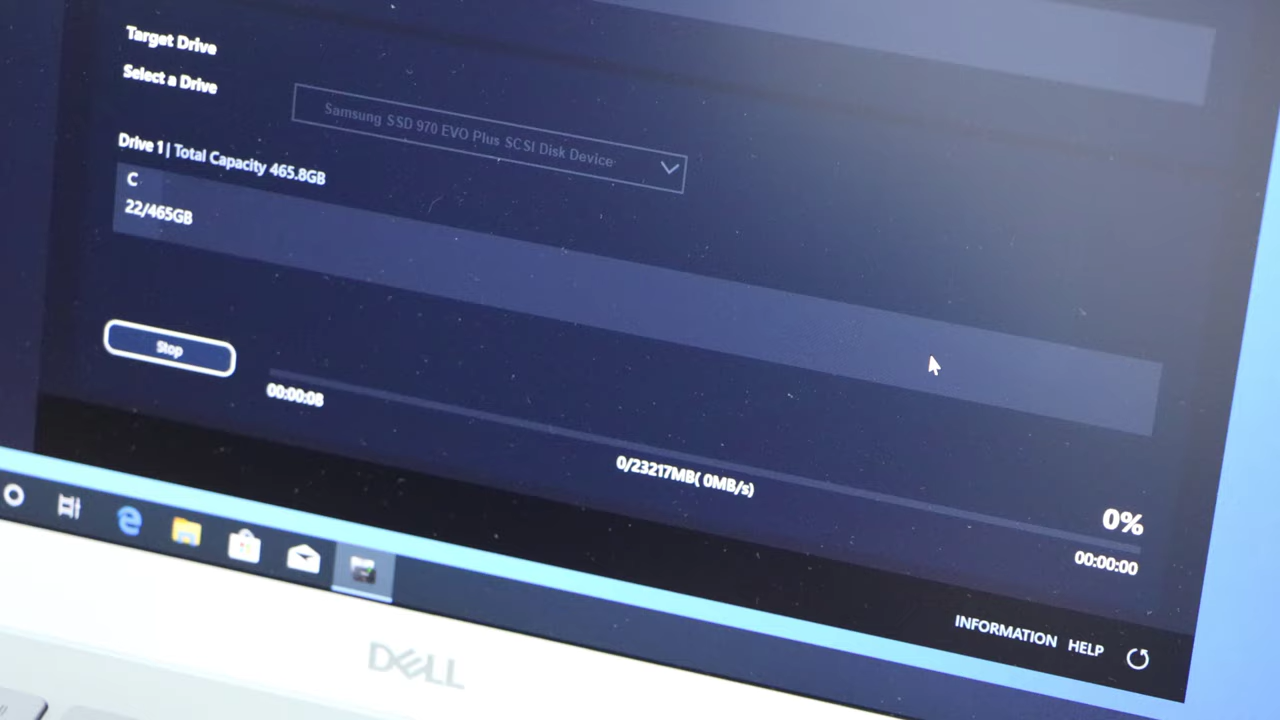 Target Drive
Select a Drive
Samsung SSD 970 EVO Plus SCSI Disk Device
Drive 1| Total Capacity 465.8GB
C
22/465GB
Stop
00:00:08
0/23217MB( 0MB/s)
0%
00:00:00
INFORMATION HELP
DELL